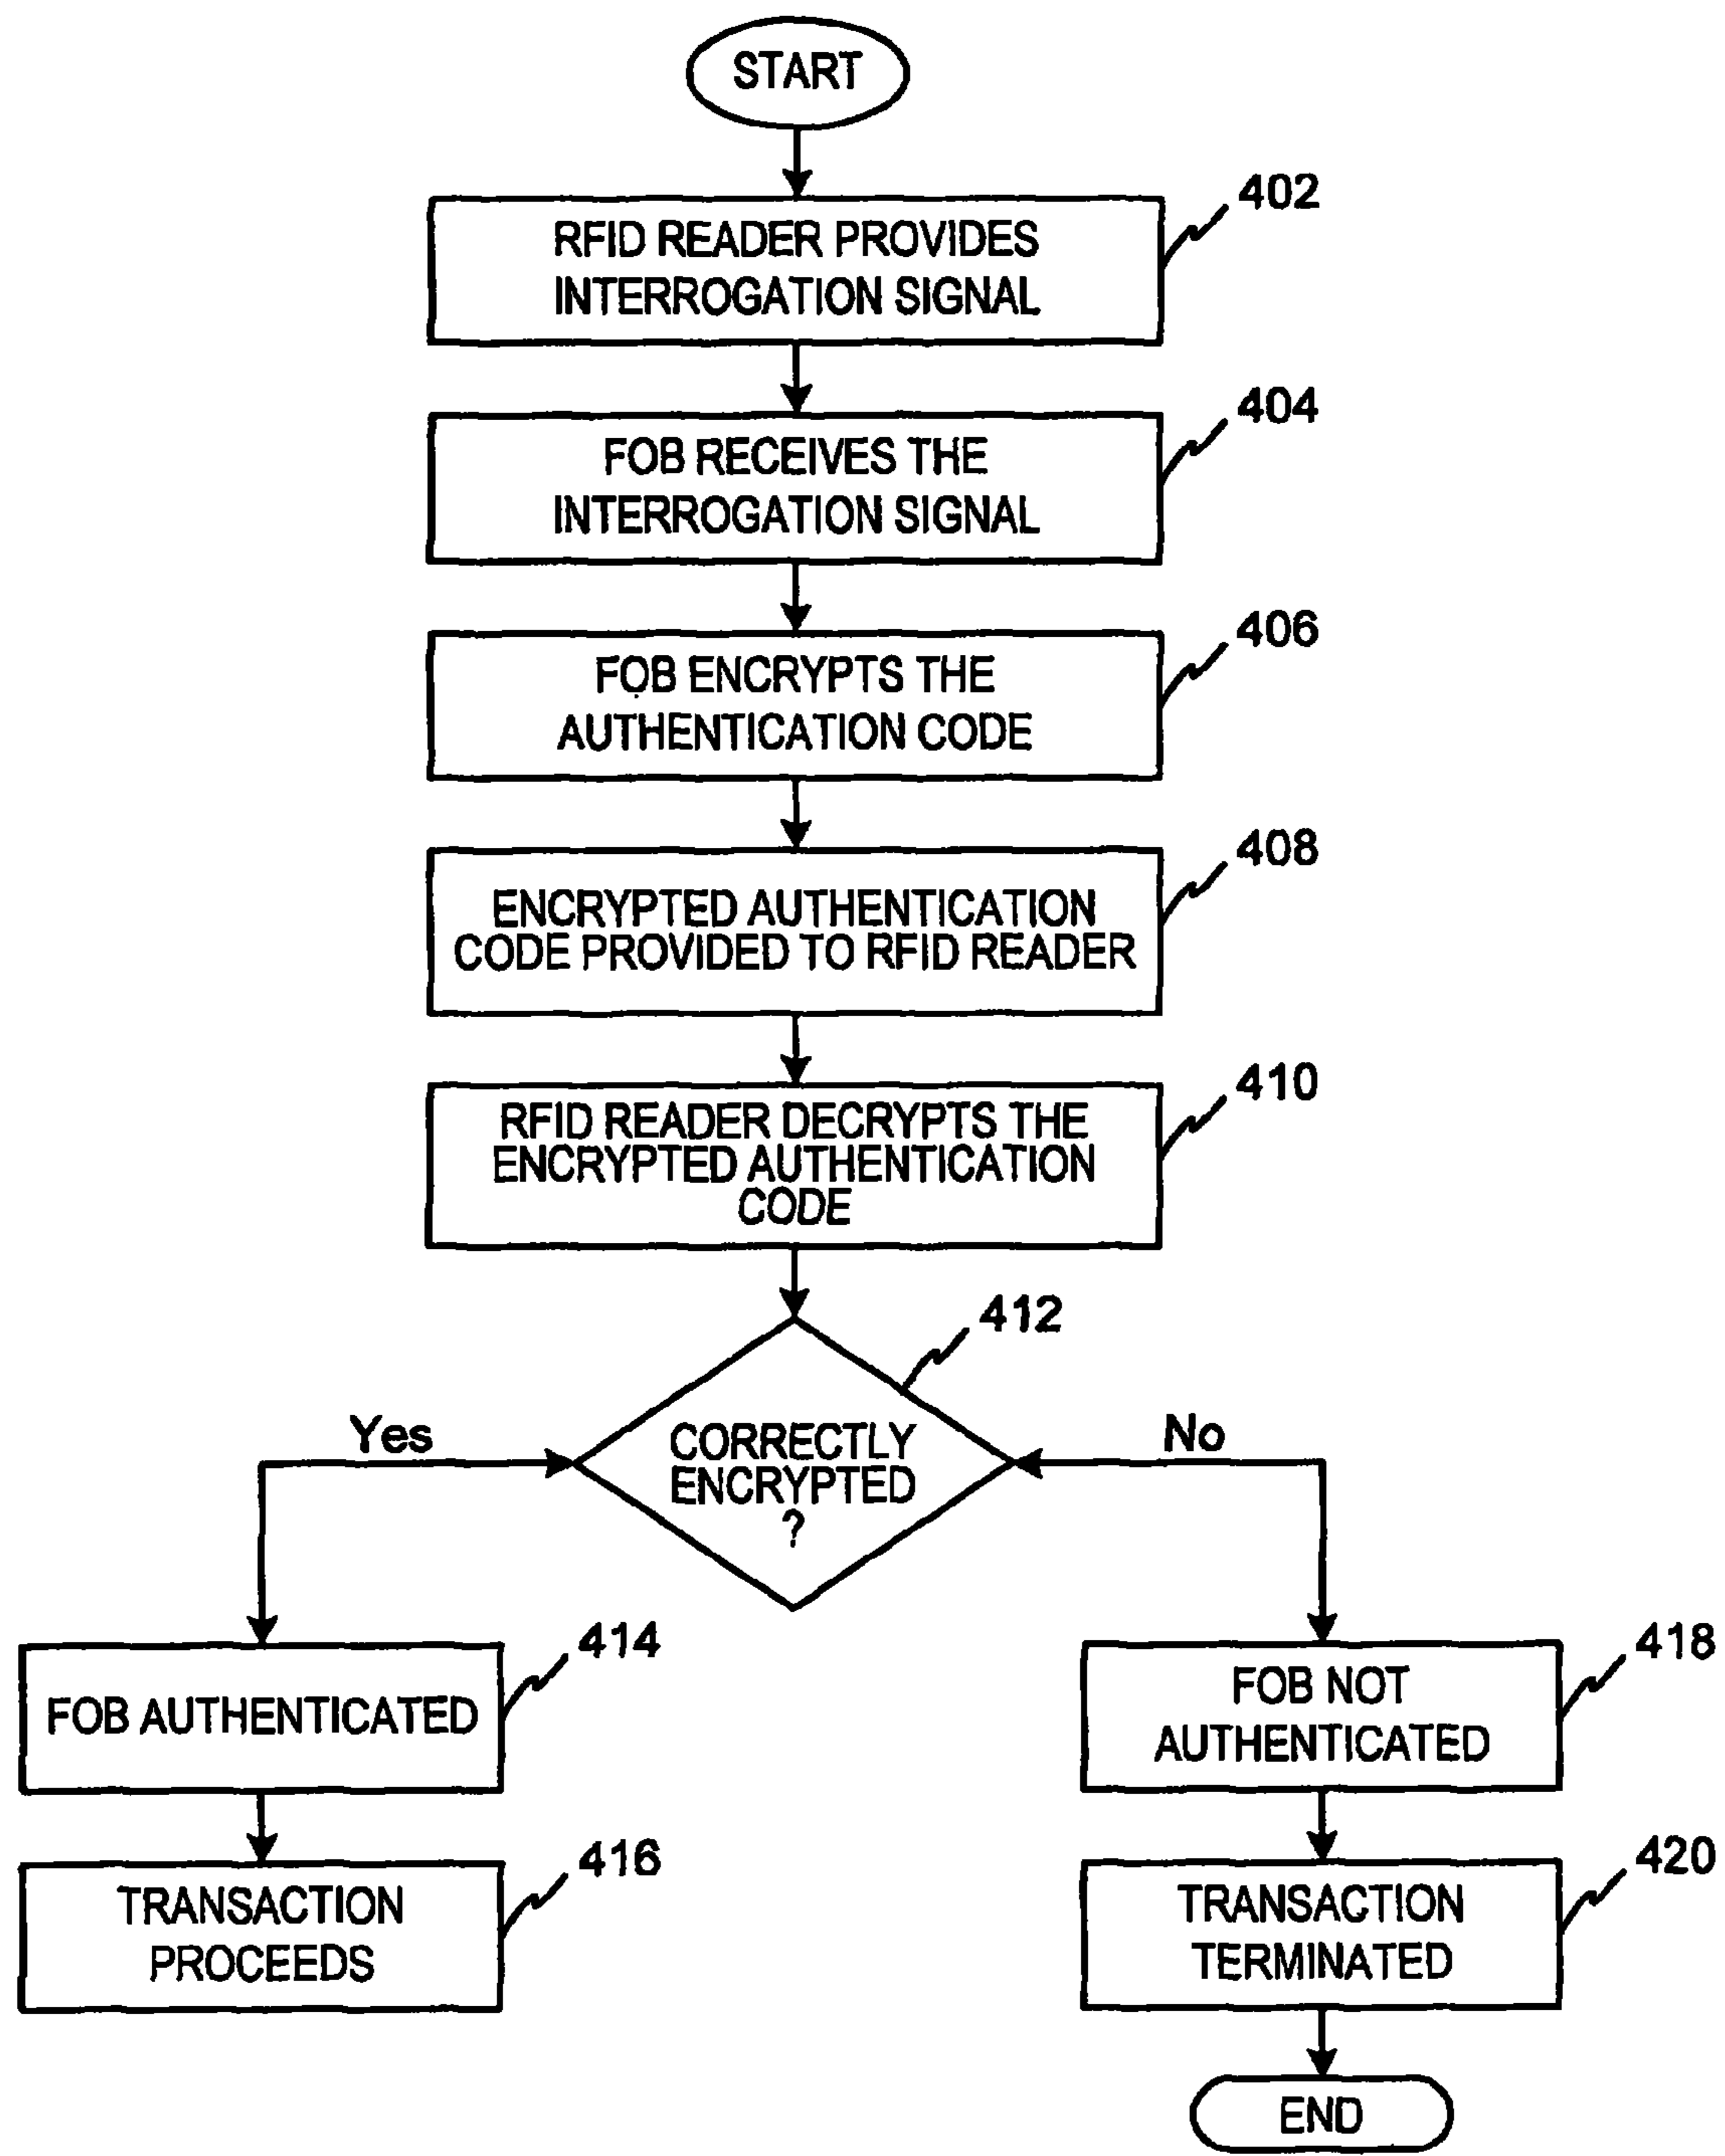 START
402
RFID READER PROVIDES
INTERROGATION SIGNAL
404
FOB RECEIVES THE
INTERROGATION SIGNAL
406
FOB ENCRYPTS THE
AUTHENTICATION CODE
408
ENCRYPTED AUTHENTICATION
CODE PROVIDED TO RFID READER
410
RFID READER DECRYPTS THE
ENCRYPTED AUTHENTICATION
CODE
412
Yes
CORRECTLY
ENCRYPTED
?
No
414
FOB AUTHENTICATED
418
FOB NOT
AUTHENTICATED
416
TRANSACTION
PROCEEDS
420
TRANSACTION
TERMINATED
END